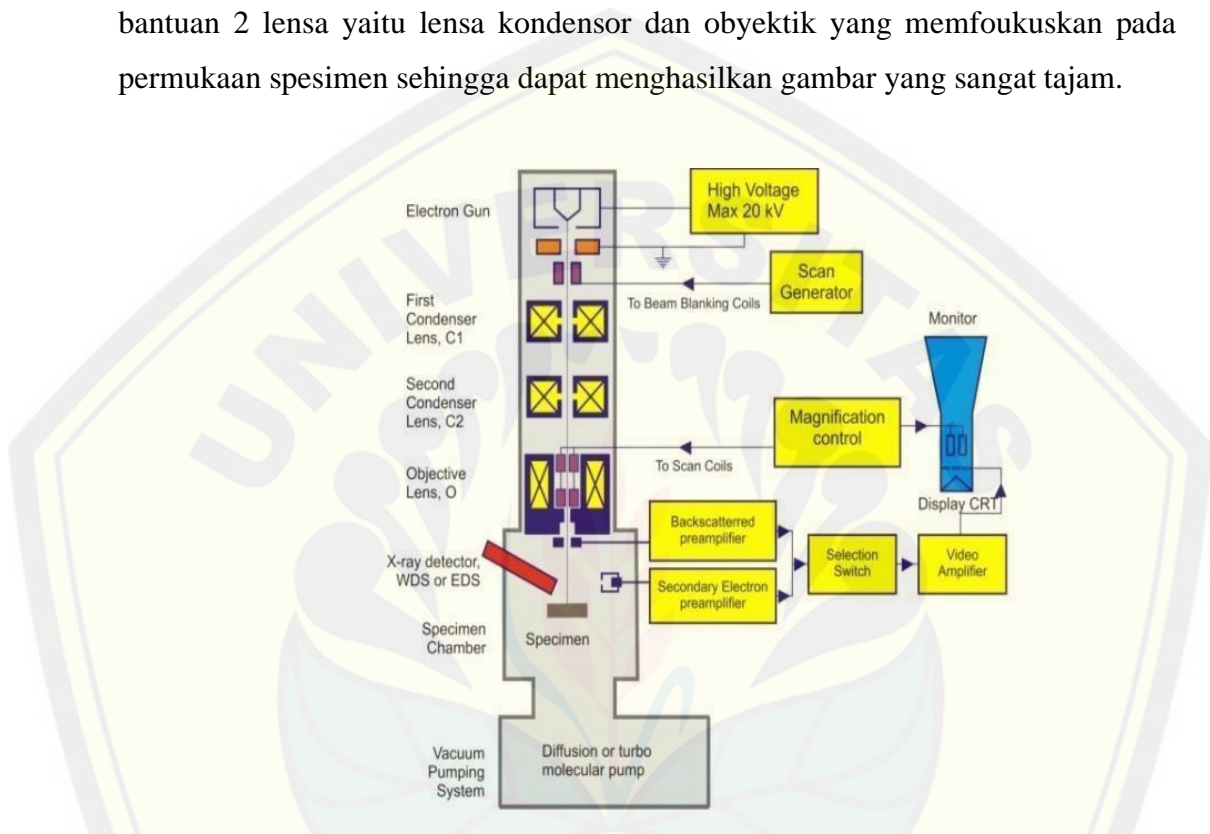 bantuan 2 lensa yaitu lensa kondensor dan obyektik yang memfoukuskan pada
permukaan spesimen sehingga dapat menghasilkan gambar yang sangat tajam.
UNIVERSITAS
Electron Gun
High Voltage
Max 20 kV
Scan
Generator
To Beam Blanking Coils
First
Condenser
Lens, C1
Monitor
Second
Condenser
Lens, C2
Magnification
control
To Scan Coils
Objective
Lens, O
Display CRT
Backscatterred
preamplifier
X-ray detector,
WDS or EDS
Selection
Switch
Video
Amplifier
Secondary Electron
preamplifier
Specimen
Chamber
Specimen
Vacuum
Pumping
System
Diffusion or turbo
molecular pump